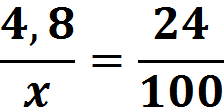 4,8/x = 24/100